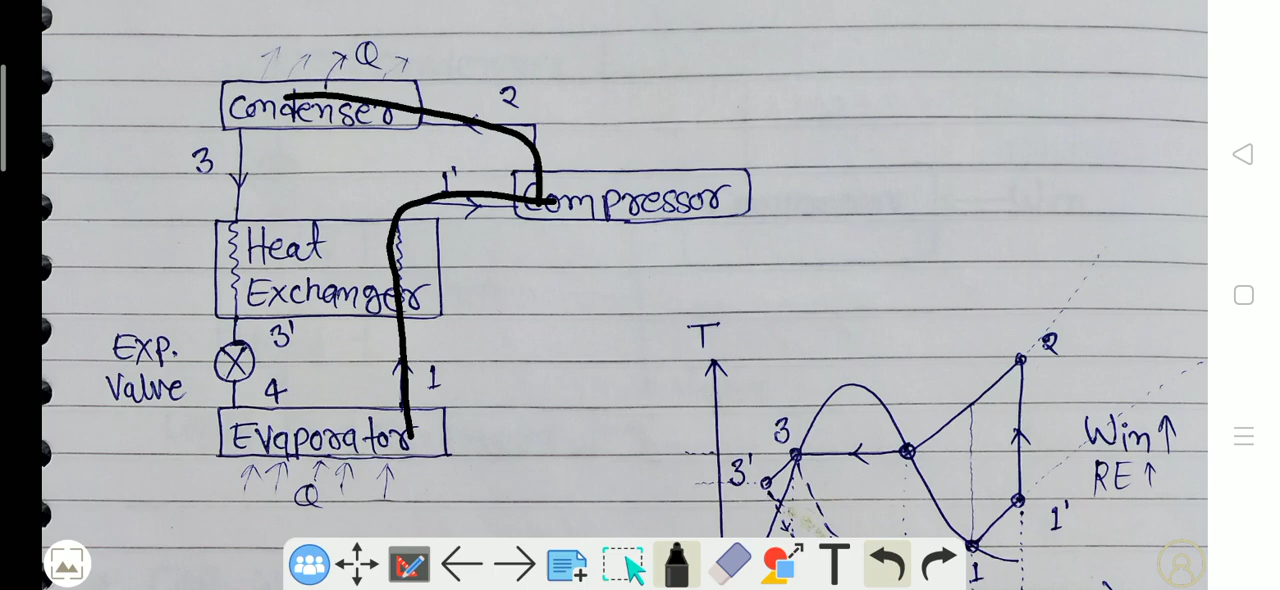 Q
Condenser
2
3
1'
Compressor
Heat
Exchanger
3'
Exp.
Valve
4
1
Evaporator
Q
T
2
3
3'
Win↑
RE↑
1'
1
T